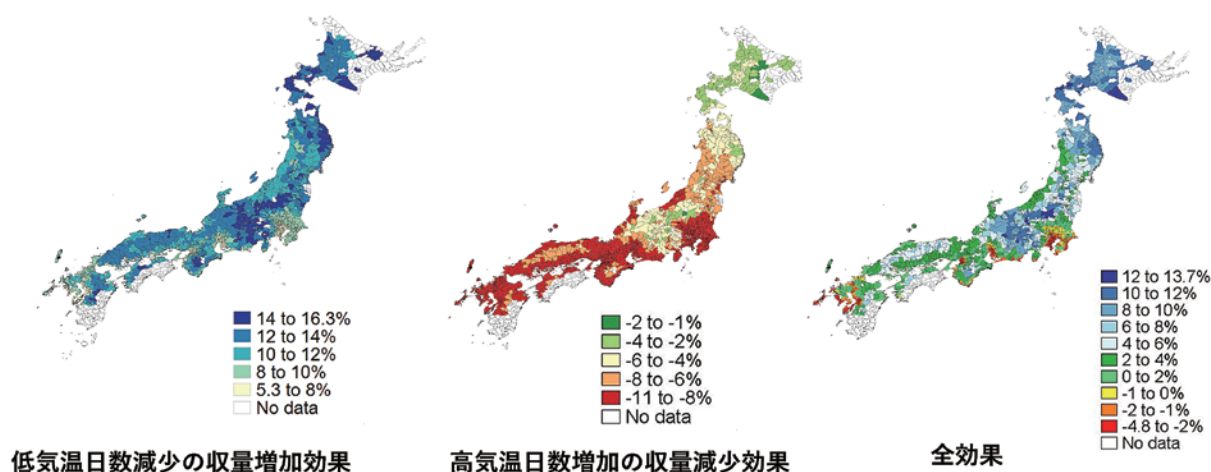 14 to 16.3%
12 to 14%
10 to 12%
8 to 10%
5.3 to 8%
No data
低気温日数減少の収量増加効果
-2 to -1%
-4 to -2%
-6 to -4%
-8 to -6%
-11 to -8%
No data
高気温日数増加の収量減少効果
12 to 13.7%
10 to 12%
8 to 10%
6 to 8%
4 to 6%
2 to 4%
0 to 2%
-1 to 0%
-2 to -1%
-4.8 to -2%
No data
全効果